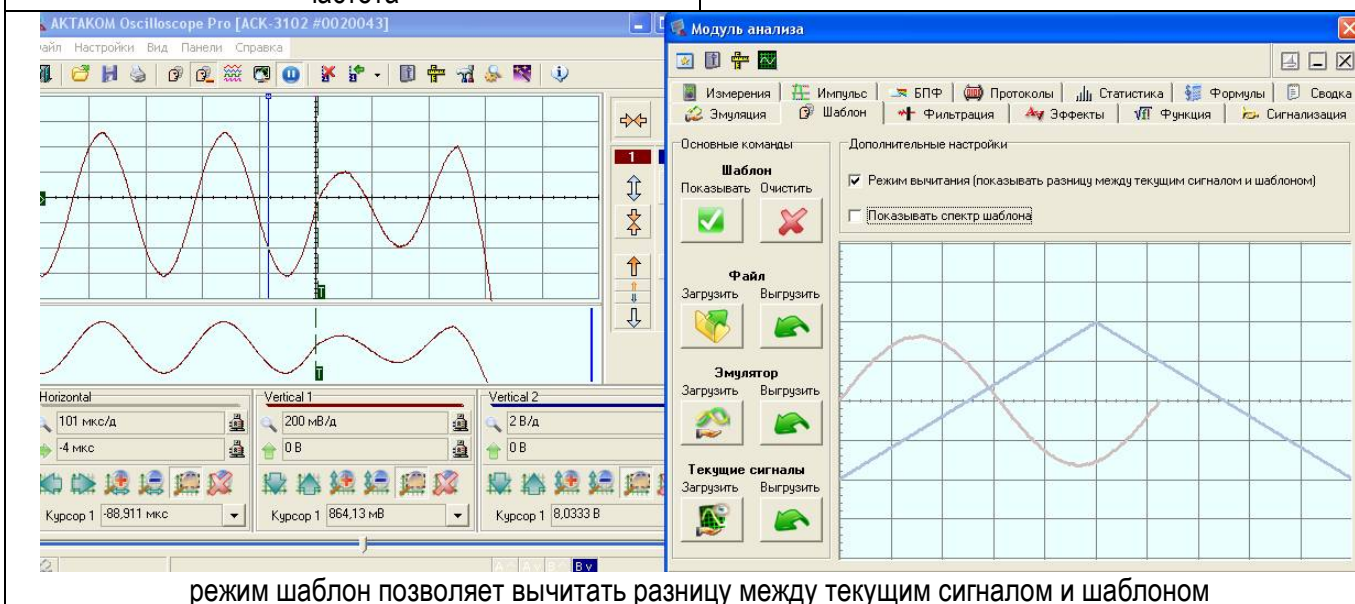 частота
AKTAKOM Oscilloscope Pro [ACK-3102 #0020043]
Настройки Вид Панели Справка
1
T
T
Horizontal
Vertical 1
Vertical 2
101 мкс/д
200 мВ/д
2 В/д
-4 мкс
0 В
0 В
Курсор 1 -88,911 мкс
Курсор 1 864,13 мВ
Курсор 1 8,0333 В
B v
Модуль анализа
Измерения
Импульс
БПФ
Протоколы
Статистика
Формулы
Сводка
Эмуляция
Шаблон
Фильтрация
Эффекты
Функция
Сигнализация
Основные команды
Шаблон
Показывать Очистить
Файл
Загрузить Выгрузить
Эмулятор
Загрузить Выгрузить
Текущие сигналы
Загрузить Выгрузить
Дополнительные настройки
Режим вычитания (показывать разницу между текущим сигналом и шаблоном)
Показывать спектр шаблона
режим шаблон позволяет вычитать разницу между текущим сигналом и шаблоном